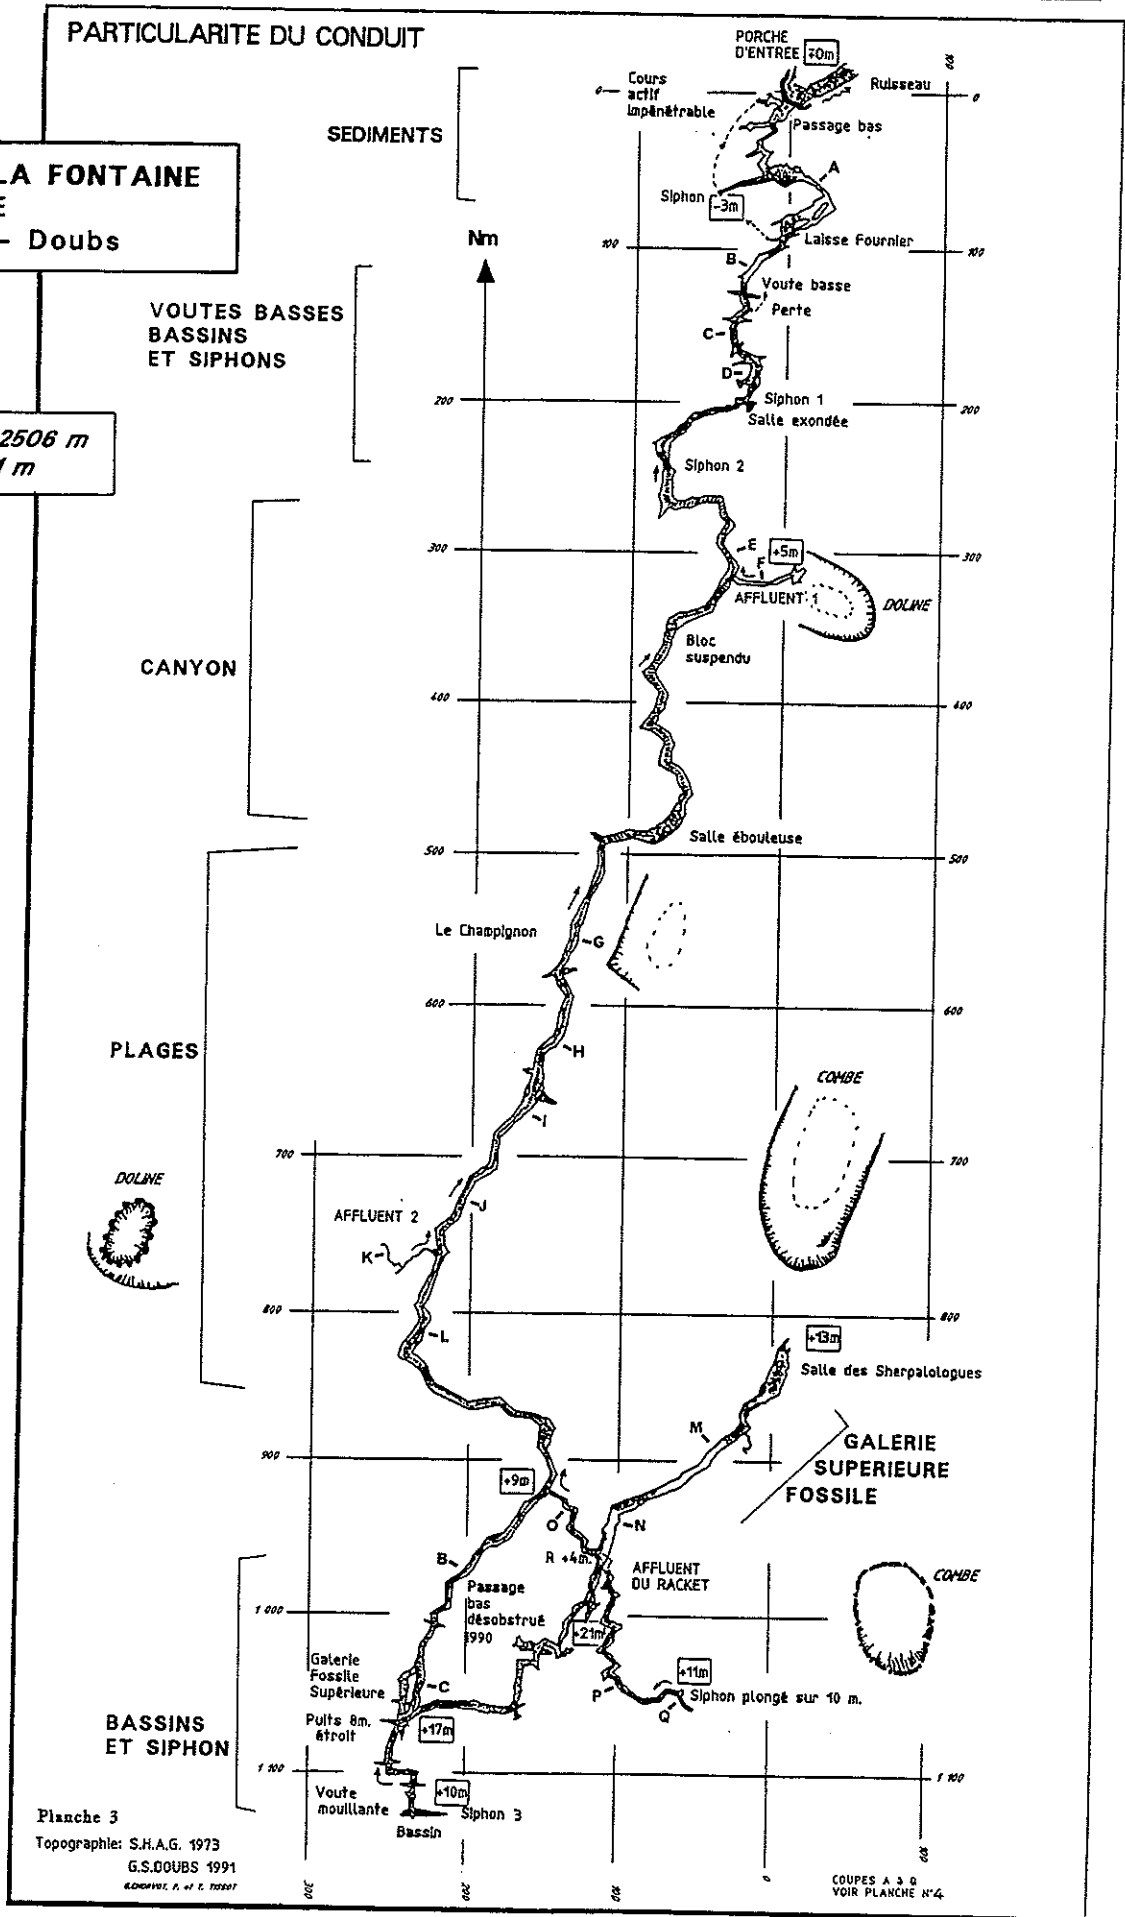 PARTICULARITE DU CONDUIT
PORCHE
D'ENTRÉE
±0m
Ruisseau
Cours
actif
impénétrable
0
0
100
SEDIMENTS
Passage bas
A
LA FONTAINE
E
- Doubs
Siphon
-3m
Laisse Fournier
Nm
100
100
B
Voute basse
Perte
VOUTES BASSES
BASSINS
ET SIPHONS
C
D
Siphon 1
Salle exondée
200
200
2506 m
1 m
Siphon 2
300
300
E
+5m
F
AFFLUENT 1
DOLINE
Bloc
suspendu
CANYON
400
400
Salle ébouleuse
500
500
Le Champignon
G
600
600
H
PLAGES
I
COMBE
700
700
DOLINE
J
AFFLUENT 2
K
800
800
L
+13m
Salle des Sherpalologues
M
GALERIE
SUPERIEURE
FOSSILE
900
+9m
O
N
R +4m.
AFFLUENT
DU RACKET
COMBE
B
Passage
bas
désobstrué
1990
1 000
+21m
Galerie
Fossile
Supérieure
C
P
+11m
Siphon plongé sur 10 m.
Q
BASSINS
ET SIPHON
Puits 8m.
étroit
+17m
1 100
1 100
Voute
mouillante
+10m
Siphon 3
Bassin
Planche 3
Topographie: S.H.A.G. 1973
G.S.DOUBS 1991
300
200
100
0
100
COUPES A à Q
VOIR PLANCHE N°4